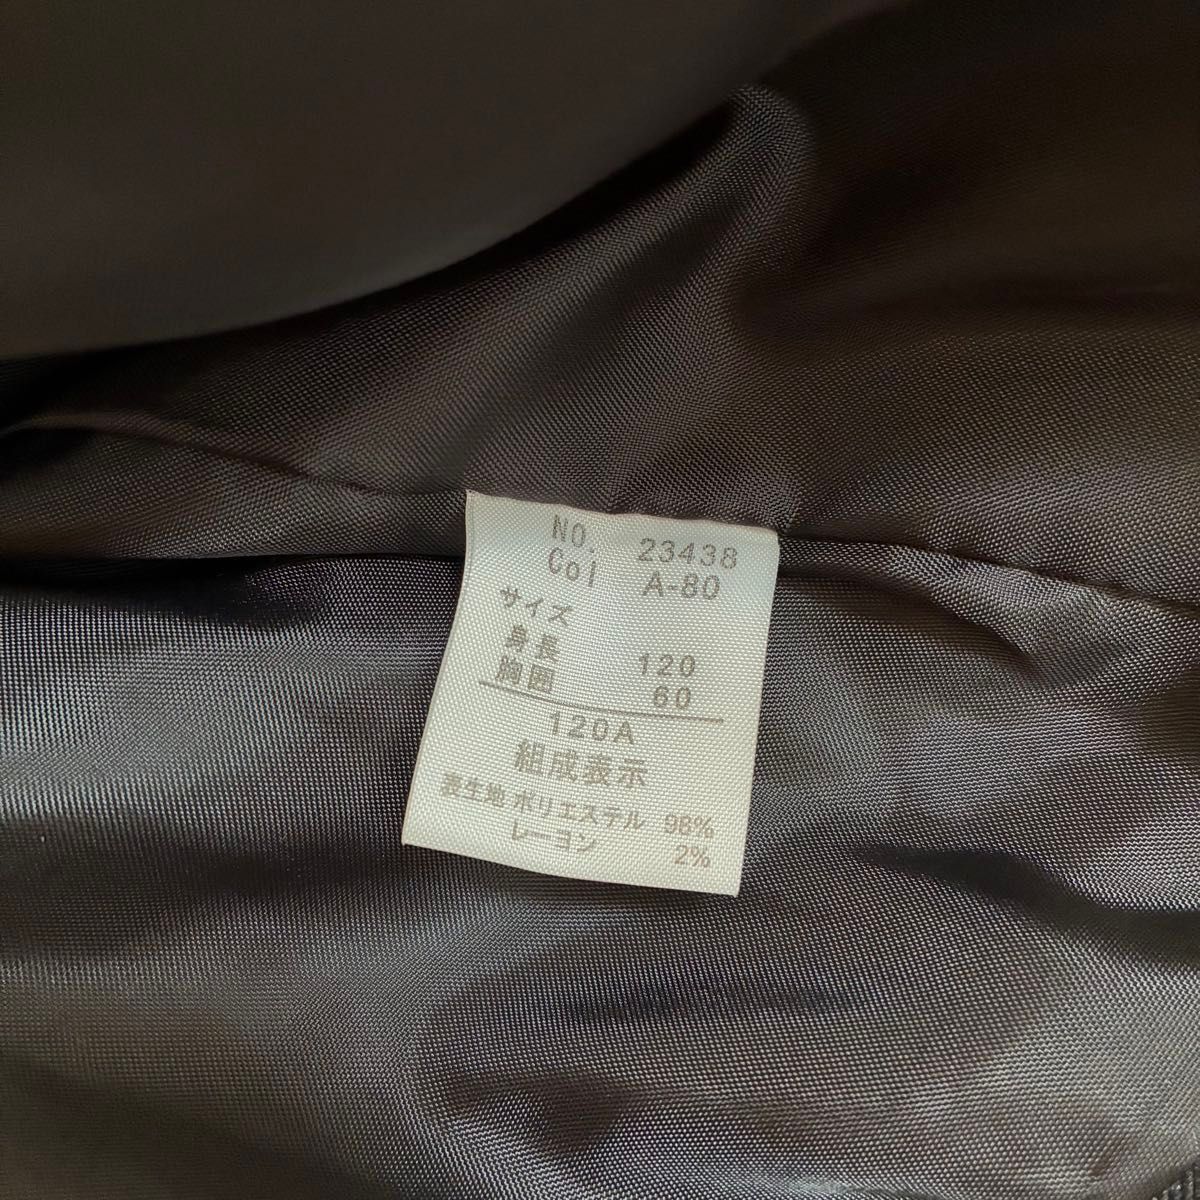 NO. 23438
Col A-80
サイズ
身長 120
胸囲 60
120A
組成表示
表生地 ポリエステル 98%
レーヨン 2%